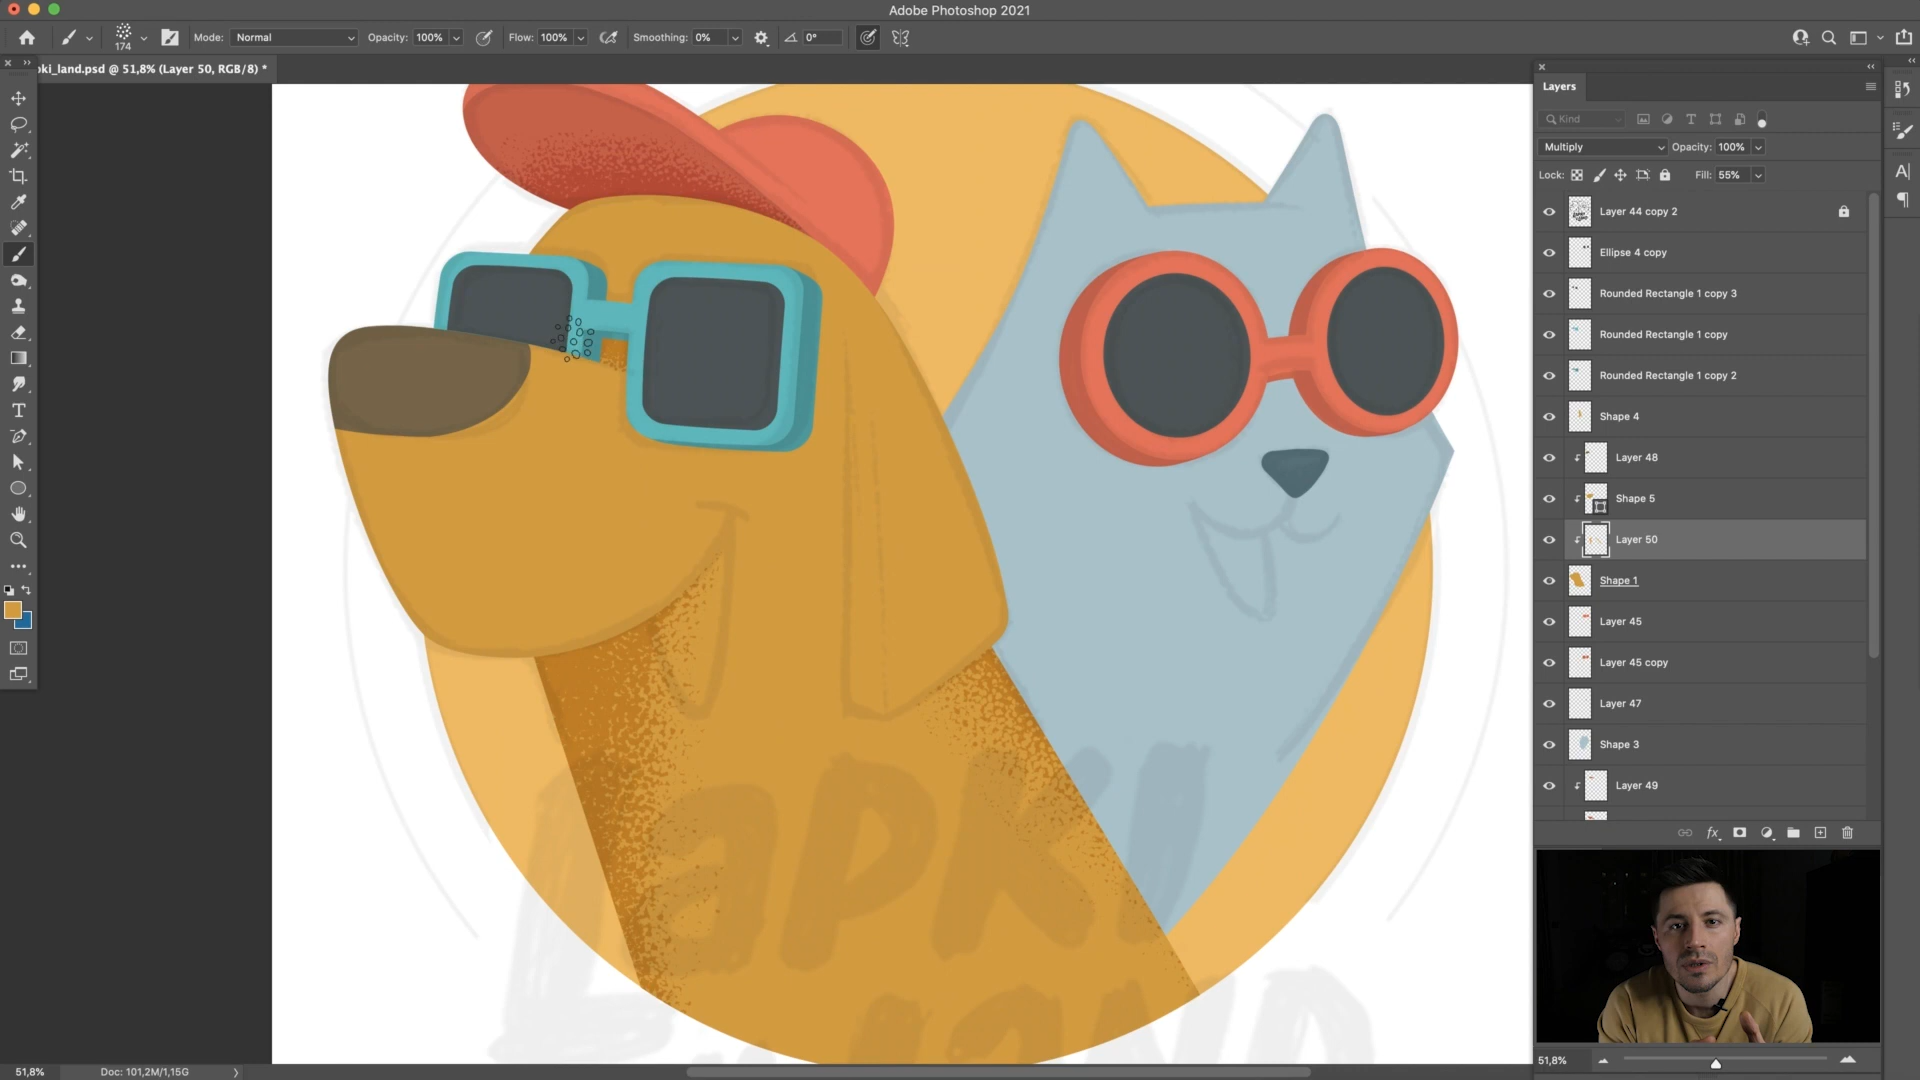 Adobe Photoshop 2021
174
Mode: Normal
Opacity: 100%
Flow: 100%
Smoothing: 0%
0°
ki_land.psd @ 51,8% (Layer 50, RGB/8) *
Layers
Kind
Multiply
Opacity: 100%
Lock:
Fill: 55%
Layer 44 copy 2
Ellipse 4 copy
Rounded Rectangle 1 copy 3
Rounded Rectangle 1 copy
Rounded Rectangle 1 copy 2
Shape 4
Layer 48
Shape 5
Layer 50
Shape 1
Layer 45
Layer 45 copy
Layer 47
Shape 3
Layer 49
fx
LapKI
Land
51,8%
51,8%
Doc: 101,2M/1,15G